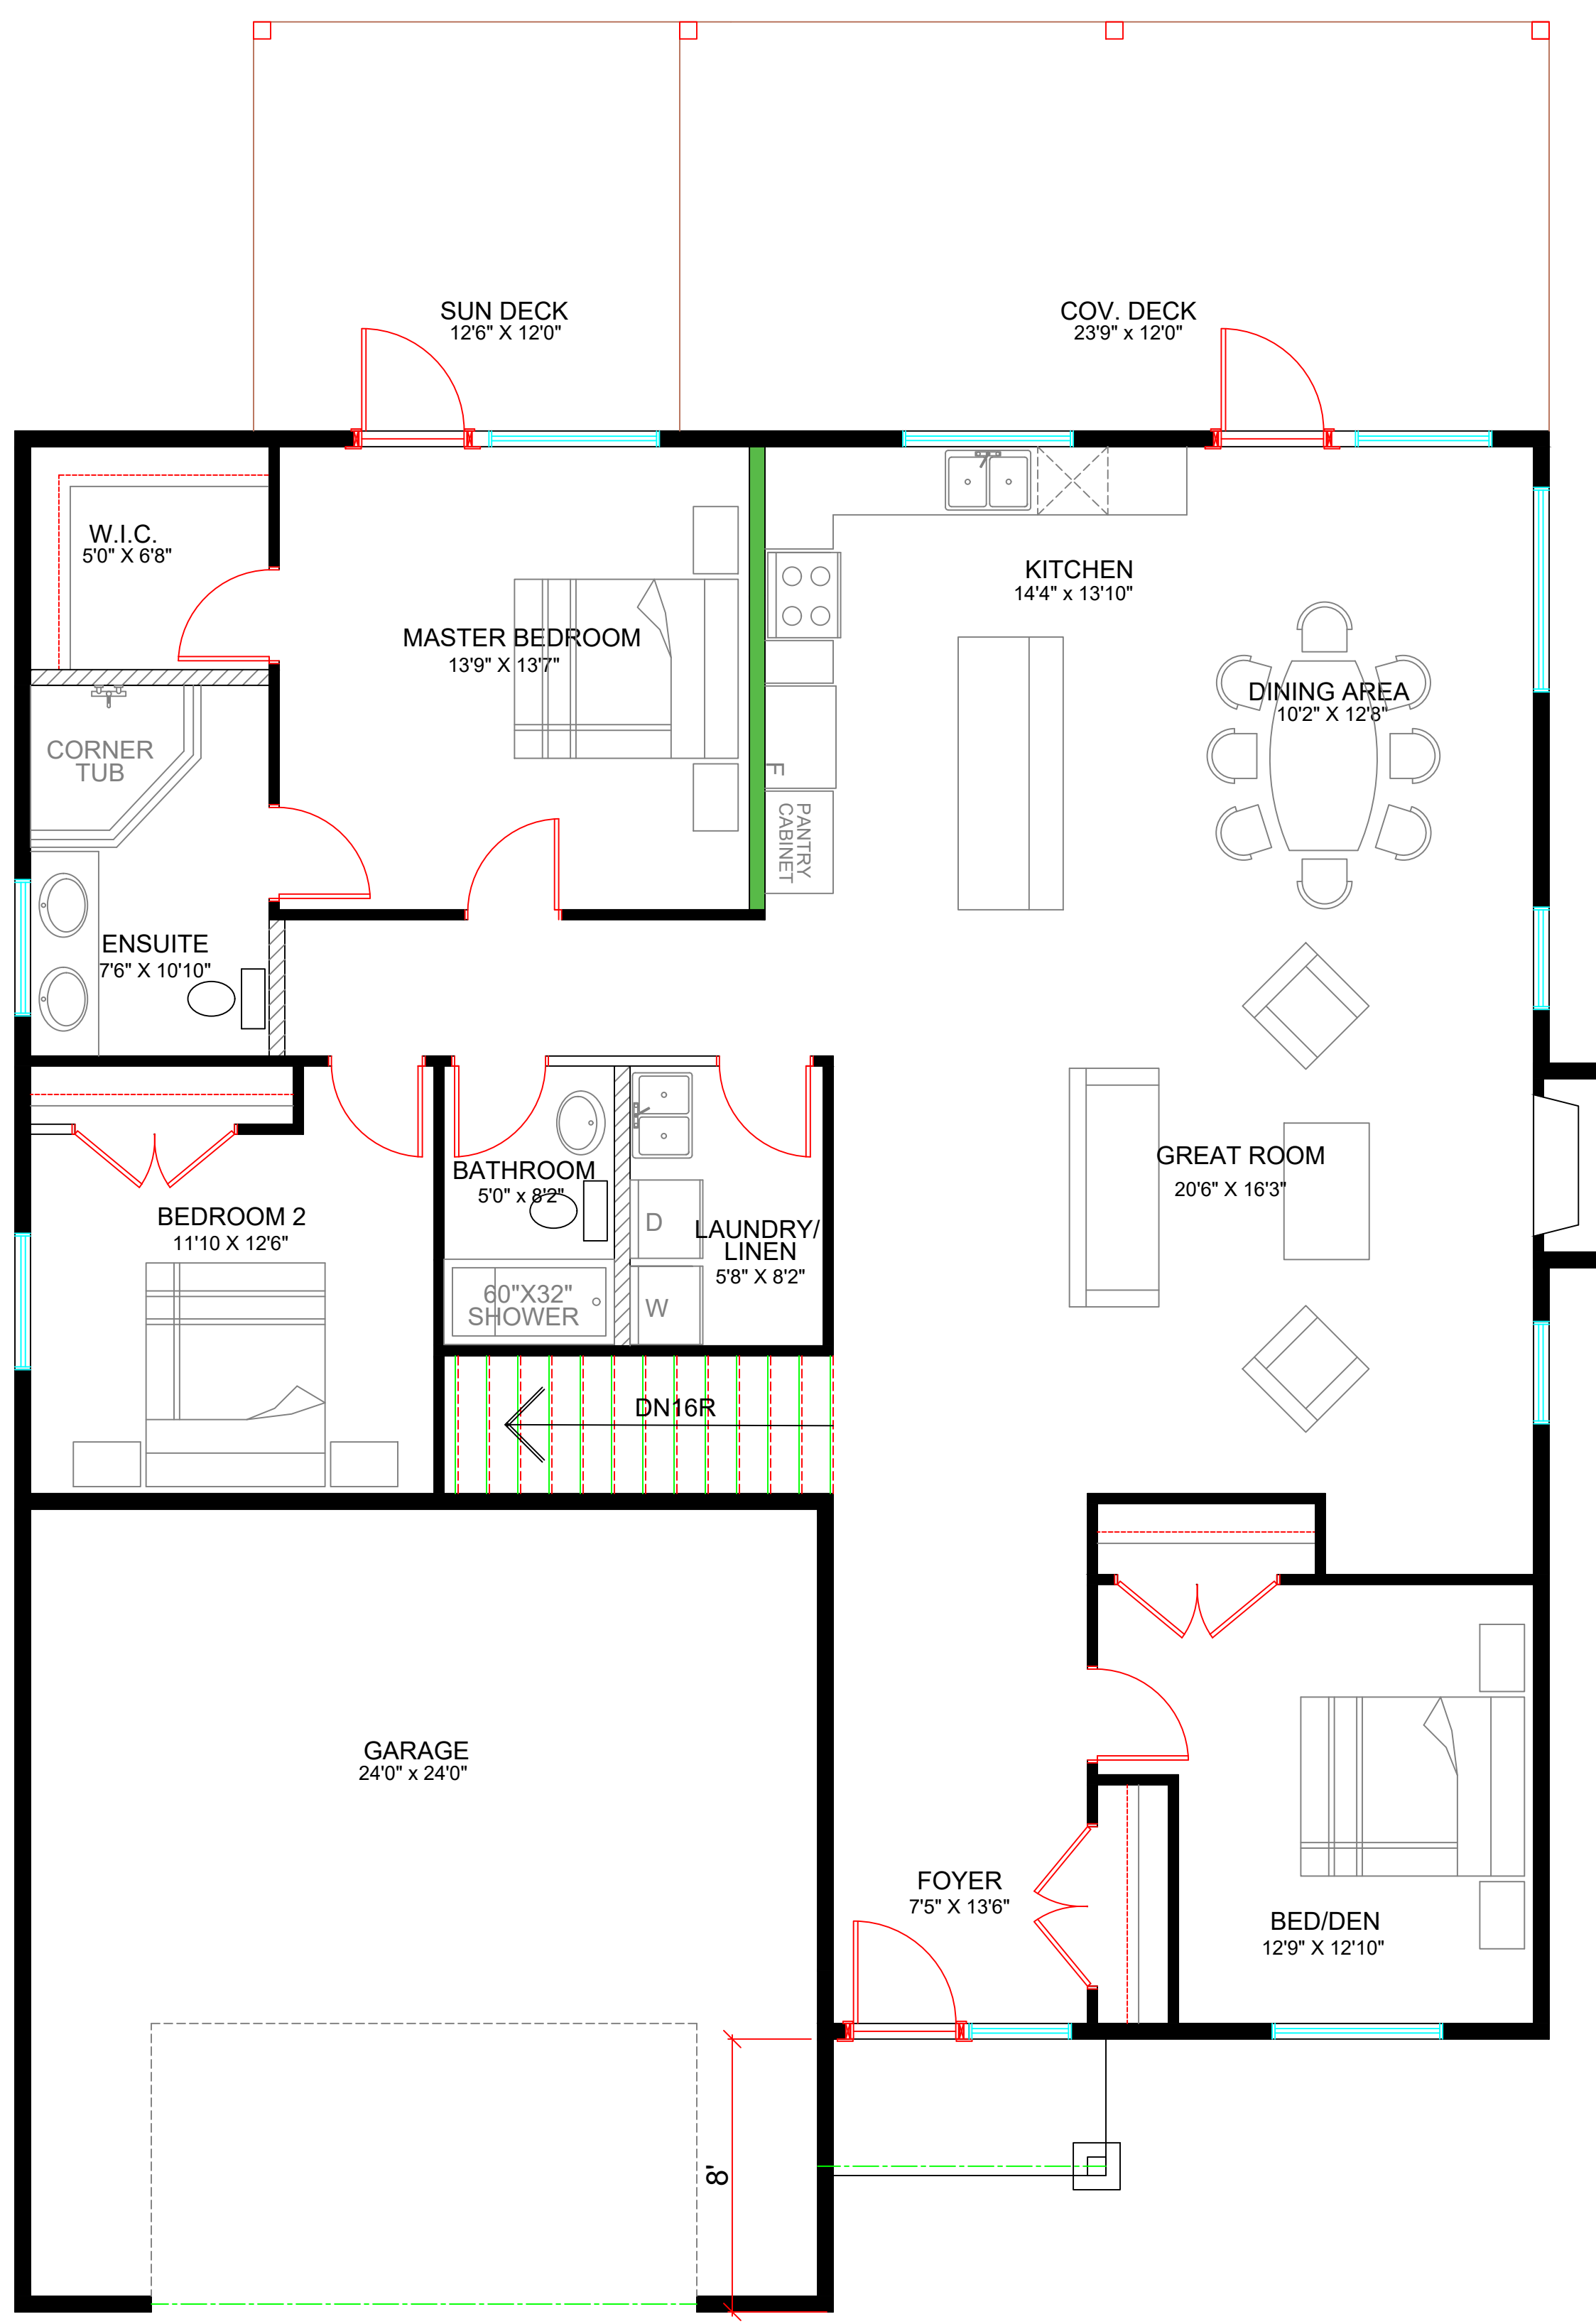 SUN DECK
12'6" X 12'0"
COV. DECK
23'9" x 12'0"
W.I.C.
5'0" X 6'8"
MASTER BEDROOM
13'9" X 13'7"
KITCHEN
14'4" x 13'10"
DINING AREA
10'2" X 12'8"
CORNER
TUB
F
PANTRY
CABINET
ENSUITE
7'6" X 10'10"
BATHROOM
5'0" x 8'2"
BEDROOM 2
11'10 X 12'6"
D
LAUNDRY/
LINEN
5'8" X 8'2"
W
60"X32"
SHOWER
GREAT ROOM
20'6" X 16'3"
DN16R
GARAGE
24'0" x 24'0"
FOYER
7'5" X 13'6"
BED/DEN
12'9" X 12'10"
8'